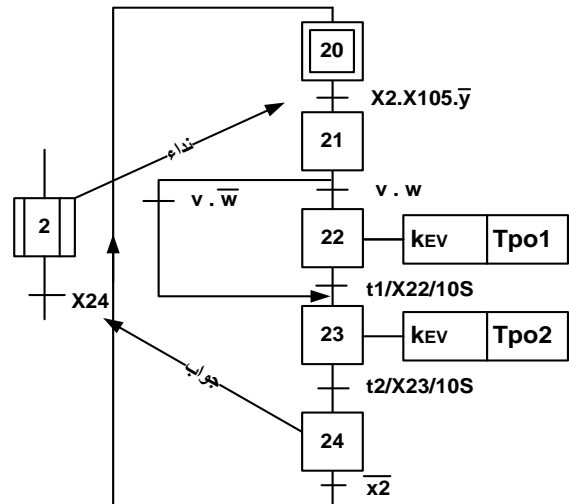 20
X2.X105.y̅
21
نداء
v . w̅
v . w
2
22
kEV
Tpo1
X24
t1/X22/10S
23
kEV
Tpo2
جواب
t2/X23/10S
24
x̅2̅